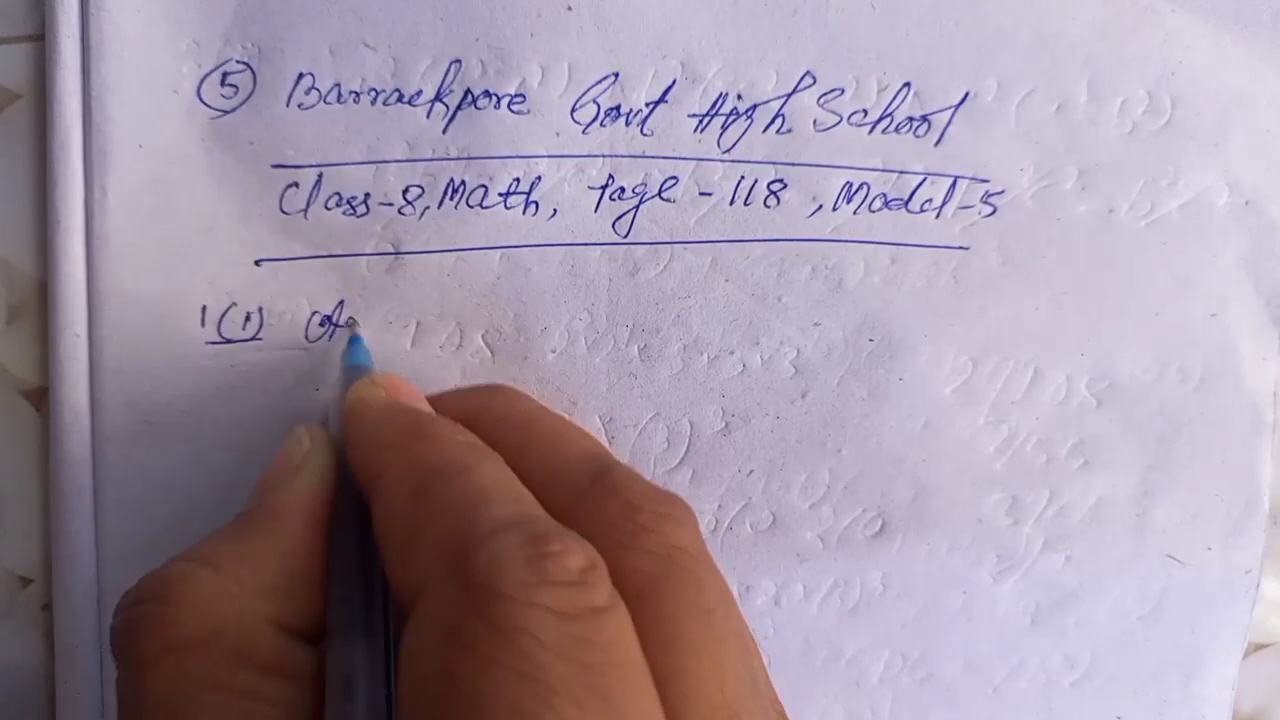 ⑤ Barrackpore Govt High School
Class-8, Math, Page - 118, Model-5
1(i)